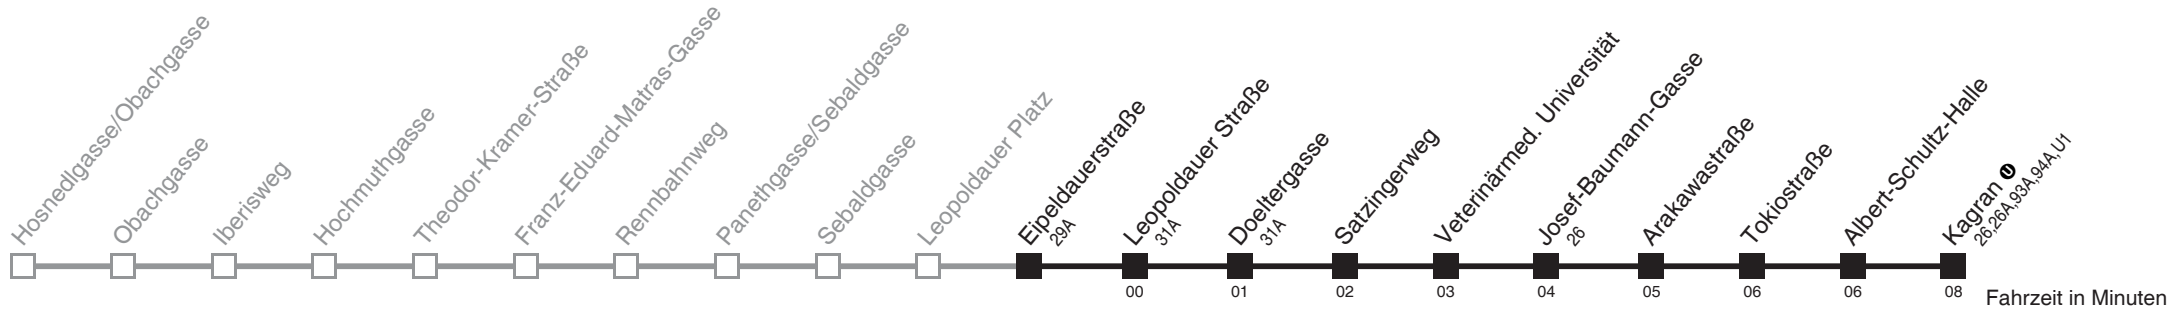 Hosnedlgasse/Obachgasse
Obachgasse
Iberisweg
Hochmuthgasse
Theodor-Kramer-Straße
Franz-Eduard-Matras-Gasse
Rennbahnweg
Panethgasse/Sebaldgasse
Sebaldgasse
Leopoldauer Platz
Eipeldauerstraße
29A
Leopoldauer Straße
31A
Doeltergasse
31A
Satzingerweg
Veterinärmed. Universität
Josef-Baumann-Gasse
26
Arakawastraße
Tokiostraße
Albert-Schultz-Halle
Kagran U
26,26A,93A,94A,U1
00 01 02 03 04 05 06 06 08
Fahrzeit in Minuten